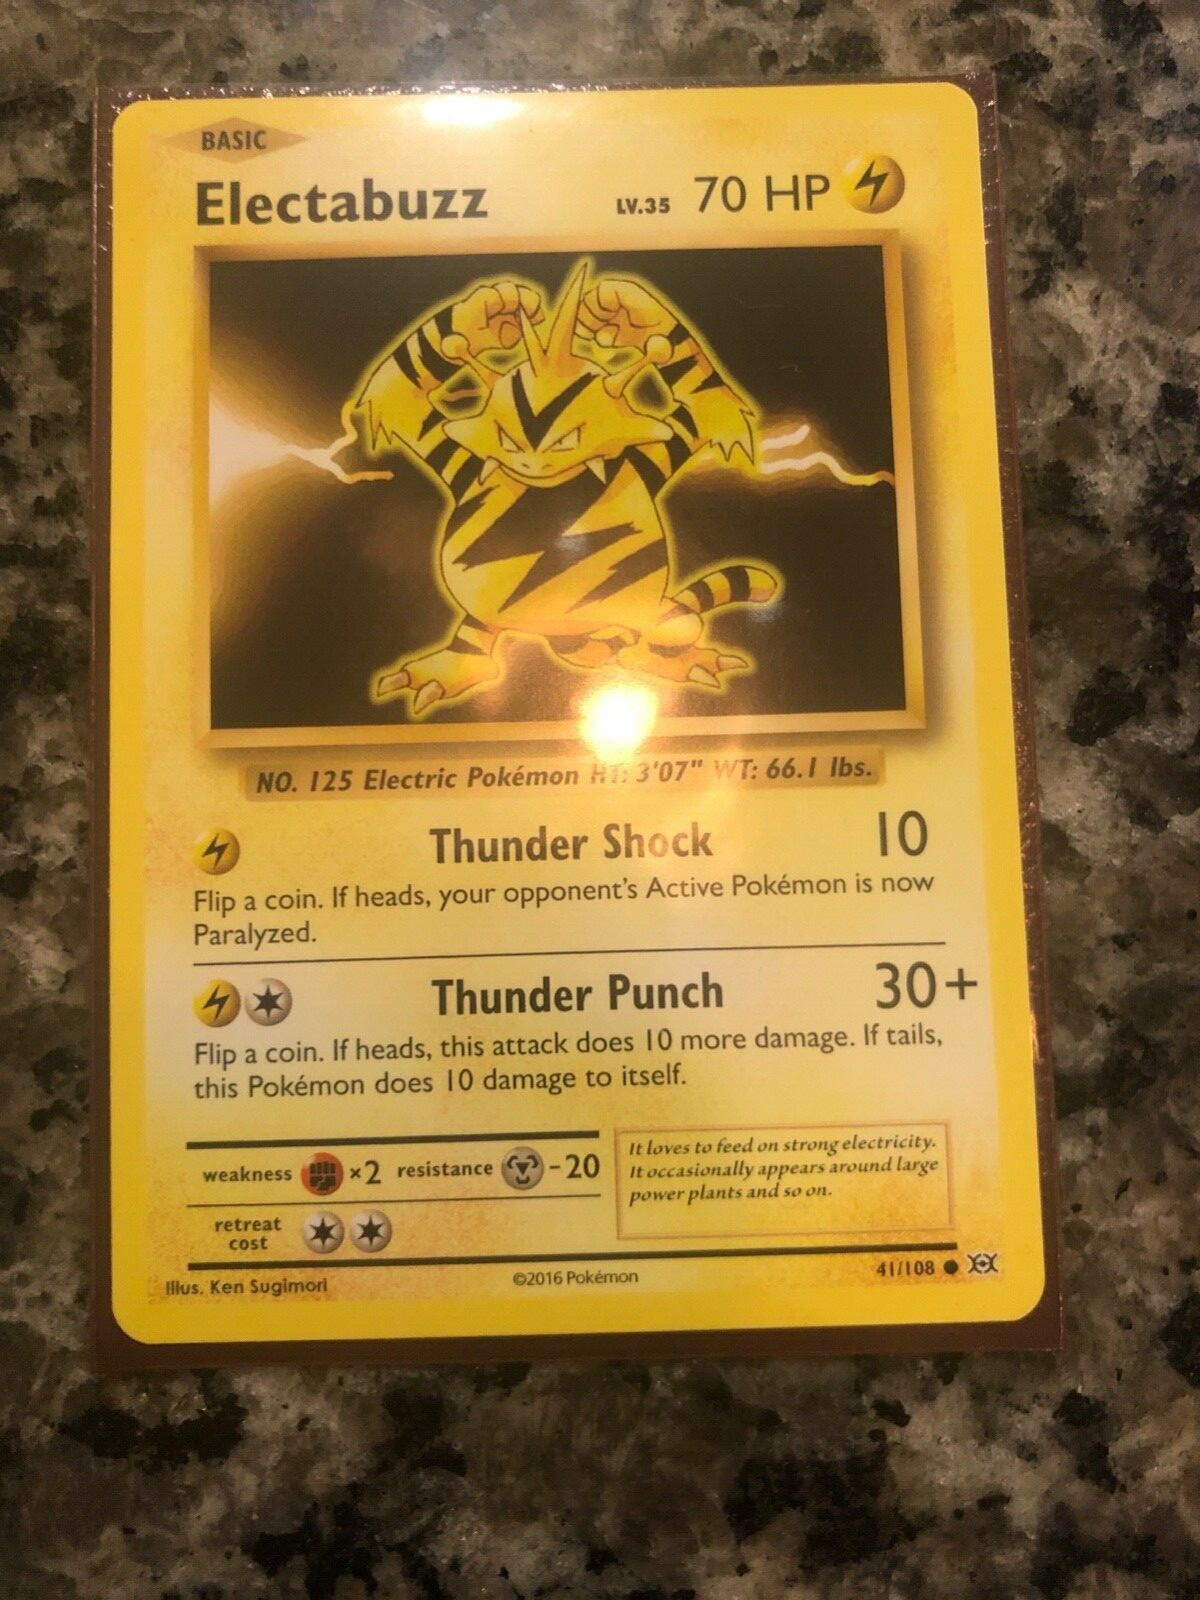 BASIC
Electabuzz LV.35 70 HP
NO. 125 Electric Pokémon HT: 3'07" WT: 66.1 lbs.
Thunder Shock 10
Flip a coin. If heads, your opponent's Active Pokémon is now
Paralyzed.
Thunder Punch 30+
Flip a coin. If heads, this attack does 10 more damage. If tails,
this Pokémon does 10 damage to itself.
weakness ×2 resistance -20
retreat
cost
It loves to feed on strong electricity.
It occasionally appears around large
power plants and so on.
Illus. Ken Sugimori ©2016 Pokémon 41/108